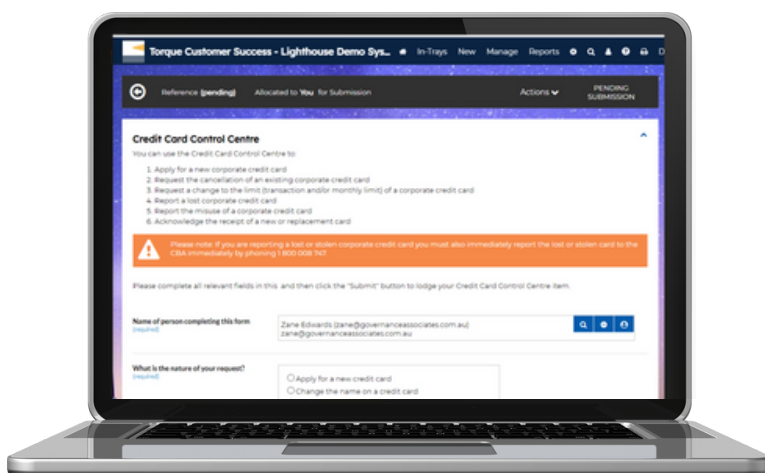 Torque Customer Success - Lighthouse Demo Sys... In-Trays New Manage Reports D
Reference (pending) Allocated to You for Submission Actions PENDING
SUBMISSION
Credit Card Control Centre
You can use the Credit Card Control Centre to:
1. Apply for a new corporate credit card
2. Request the cancellation of an existing corporate credit card
3. Request a change to the limit (transaction and/or monthly limit) of a corporate credit card
4. Report a lost corporate credit card
5. Report the misuse of a corporate credit card
6. Acknowledge the receipt of a new or replacement card
Please note: If you are reporting a lost or stolen corporate credit card you must also immediately report the lost or stolen card to the
CBA immediately by phoning 1 800 008 747
Please complete all relevant fields in this and then click the "Submit" button to lodge your Credit Card Control Centre item.
Name of person completing this form
(required)
Zane Edwards (zane@governanceassociates.com.au)
zane@governanceassociates.com.au
What is the nature of your request?
(required)
Apply for a new credit card
Change the name on a credit card